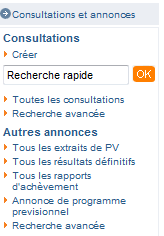 Consultations et annonces
Consultations
Créer
Recherche rapide OK
Toutes les consultations
Recherche avancée
Autres annonces
Tous les extraits de PV
Tous les résultats définitifs
Tous les rapports
d'achèvement
Annonce de programme
previsionnel
Recherche avancée